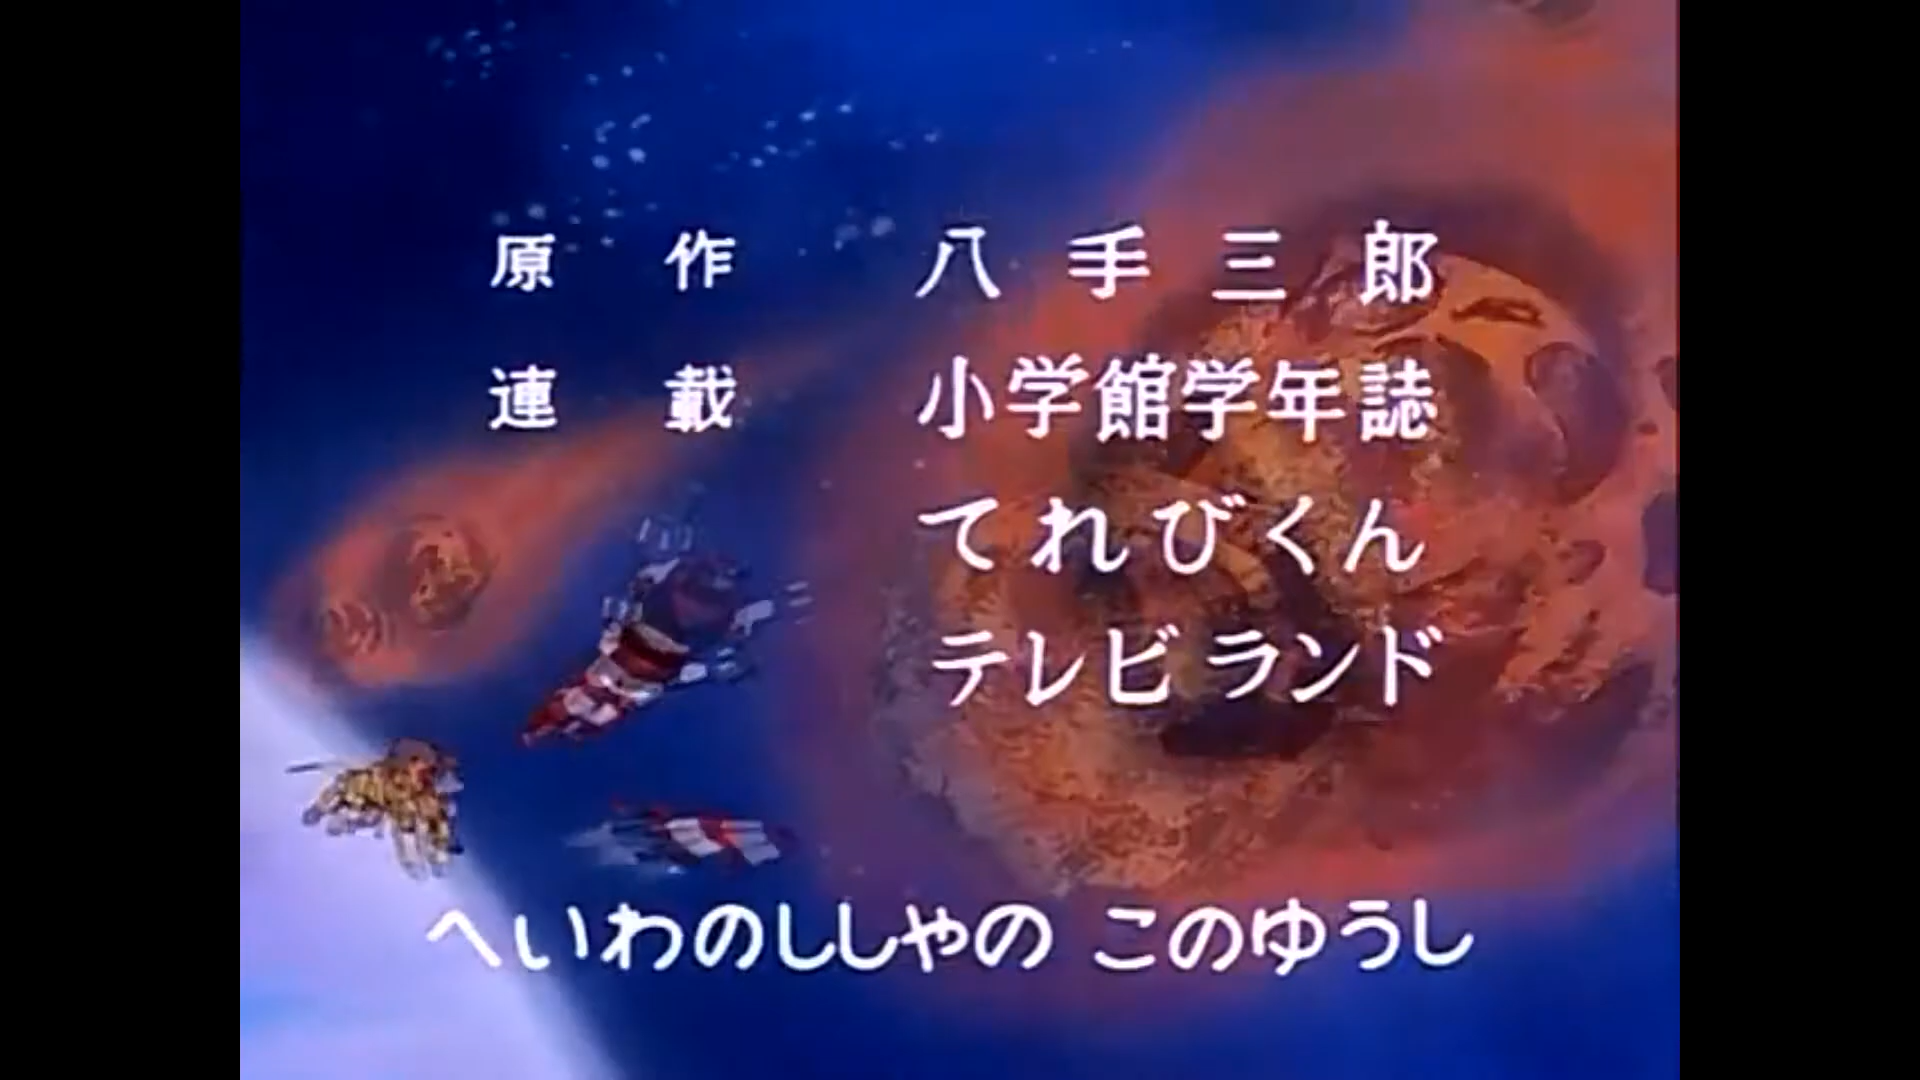 原作 八手三郎
連載 小学館学年誌
てれびくん
テレビランド
へいわのししゃの このゆうし